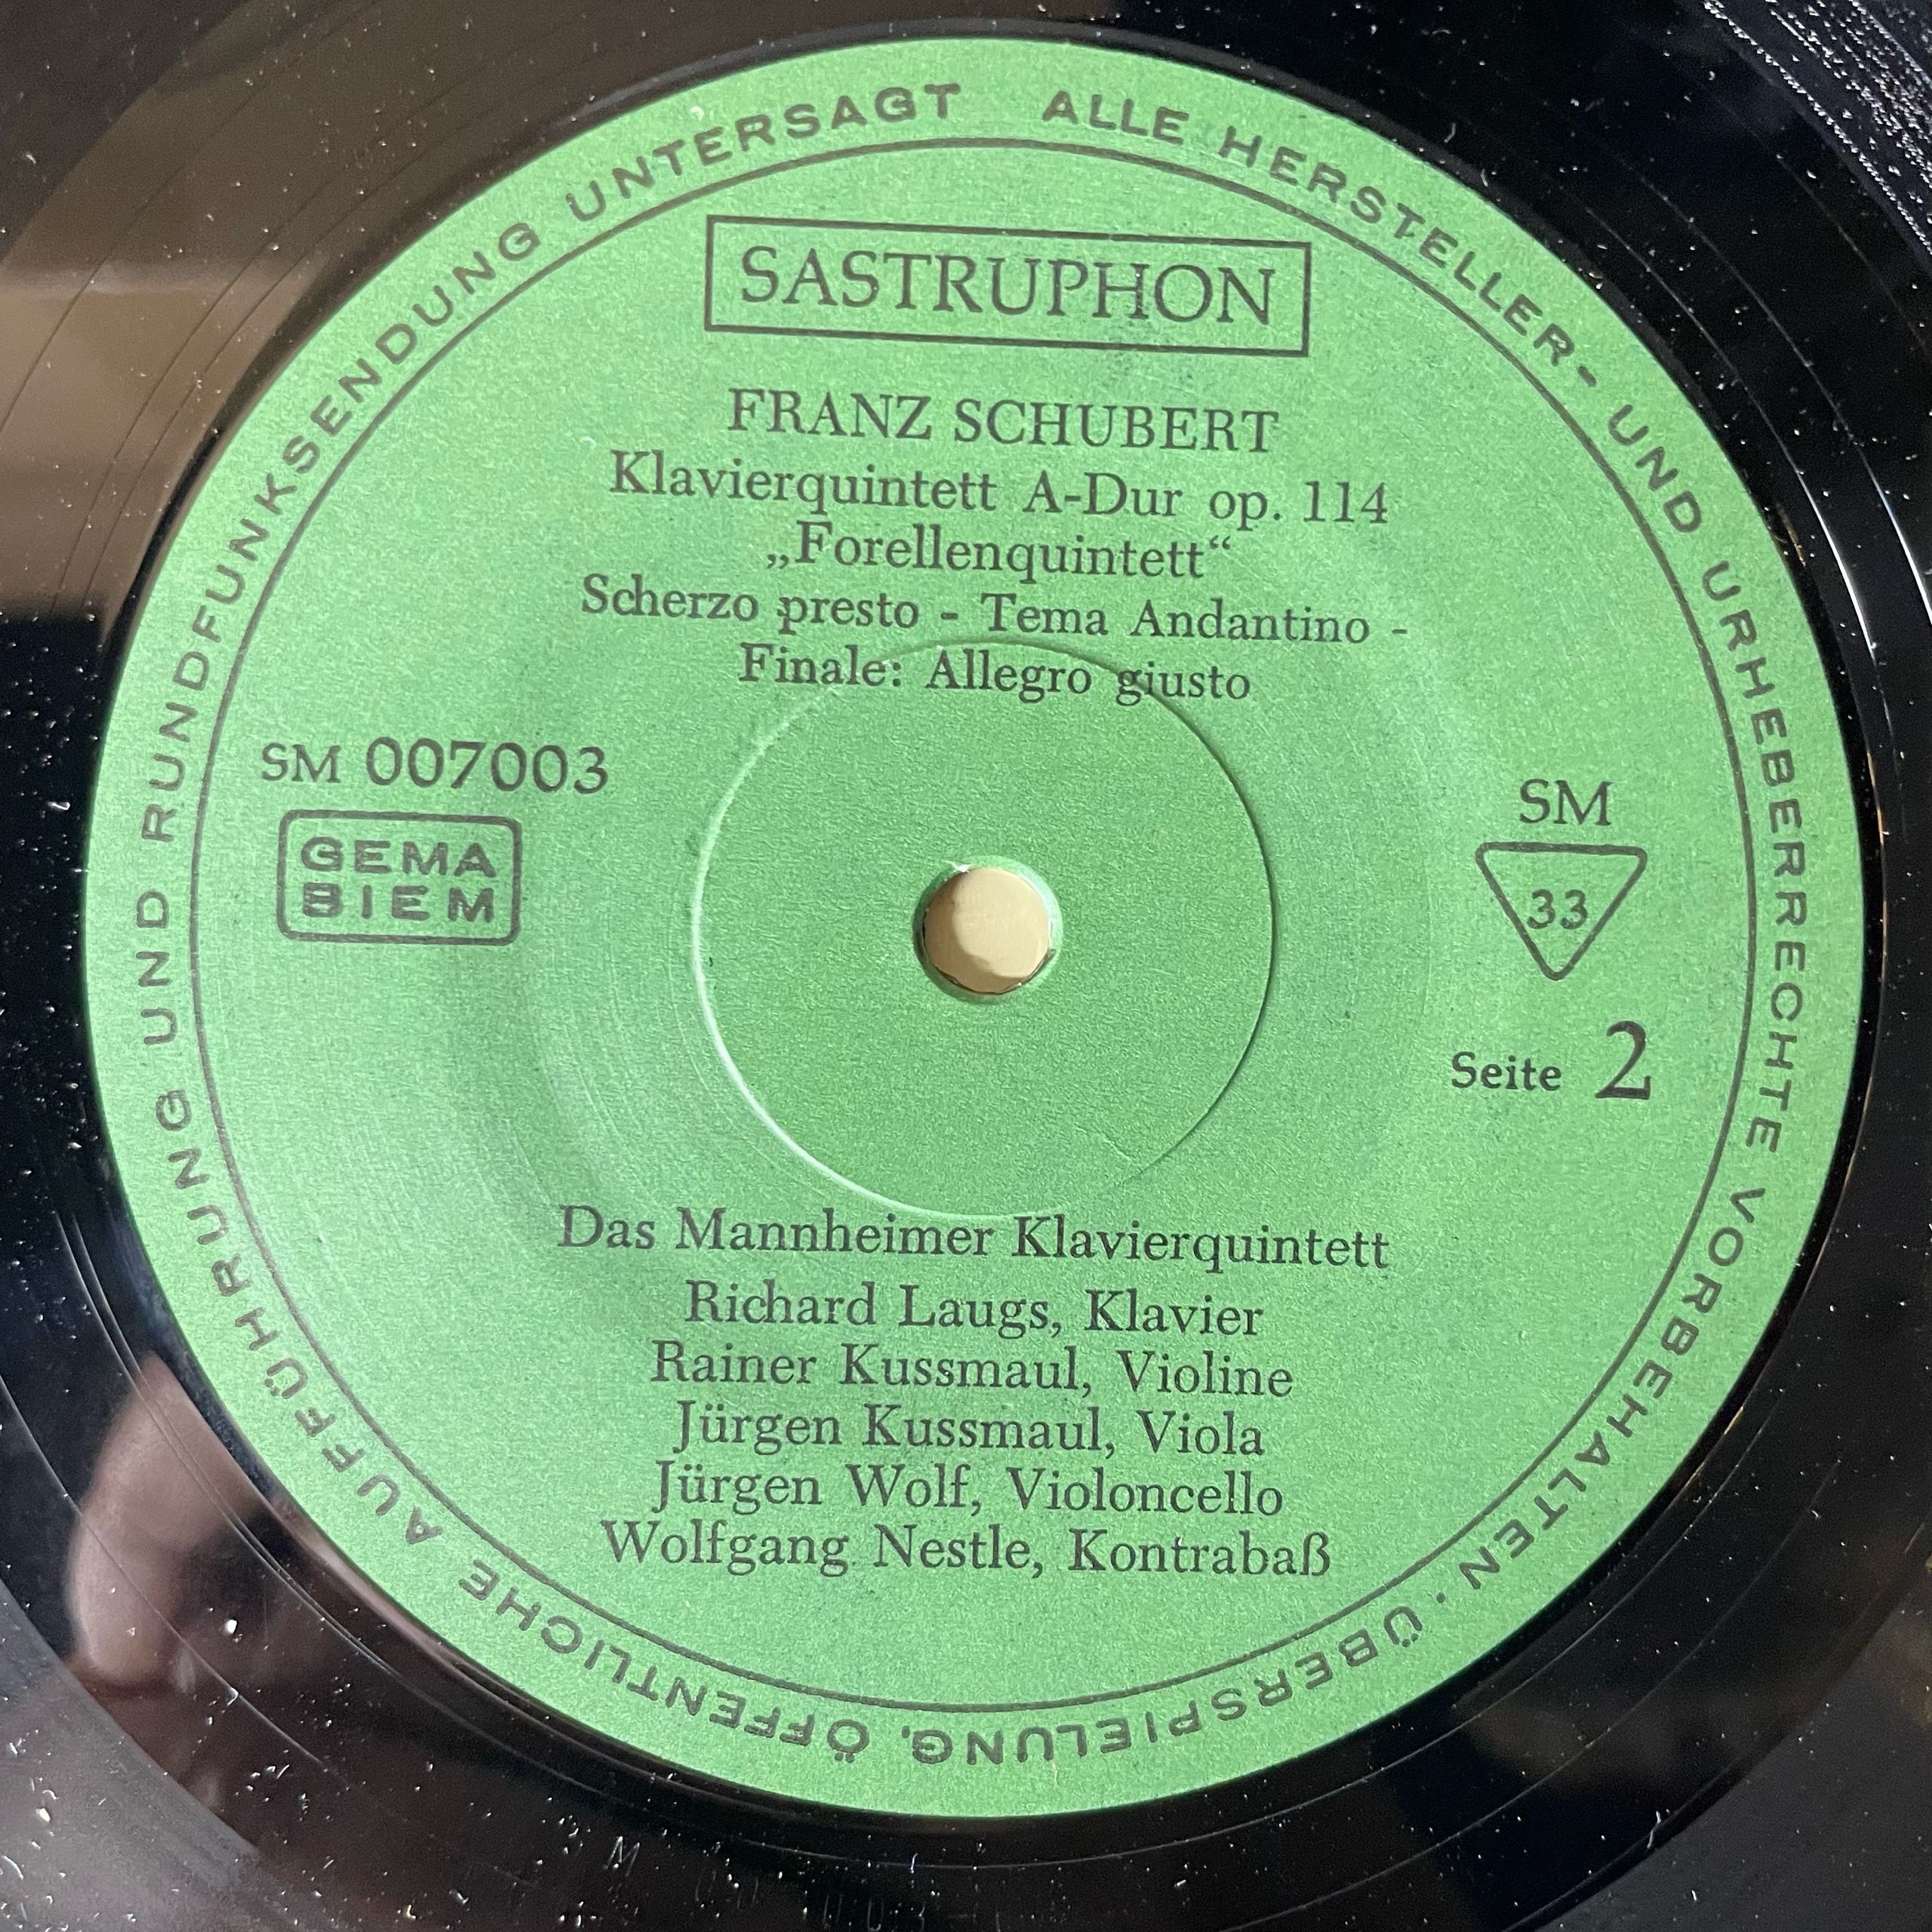 ALLE HERSTELLER- UND URHEBERRECHTE VORBEHALTEN · ÜBERSPIELUNG, ÖFFENTLICHE AUFFÜHRUNG UND RUNDFUNKSENDUNG UNTERSAGT
SASTRUPHON
FRANZ SCHUBERT
Klavierquintett A-Dur op. 114
„Forellenquintett“
Scherzo presto - Tema Andantino -
Finale: Allegro giusto
SM 007003
GEMA
BIEM
SM
33
Seite 2
Das Mannheimer Klavierquintett
Richard Laugs, Klavier
Rainer Kussmaul, Violine
Jürgen Kussmaul, Viola
Jürgen Wolf, Violoncello
Wolfgang Nestle, Kontrabaß